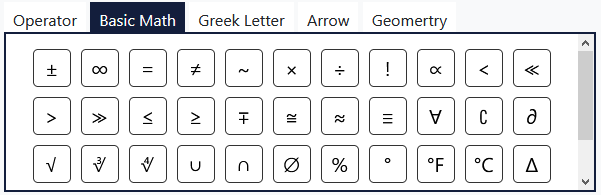 Operator Basic Math Greek Letter Arrow Geomertry
± ∞ = ≠ ~ × ÷ ! ∝ < ≪
> ≫ ≤ ≥ ∓ ≅ ≈ ≡ ∀ ∁ ∂
√ ∛ ∜ ∪ ∩ ∅ % ° °F °C ∆